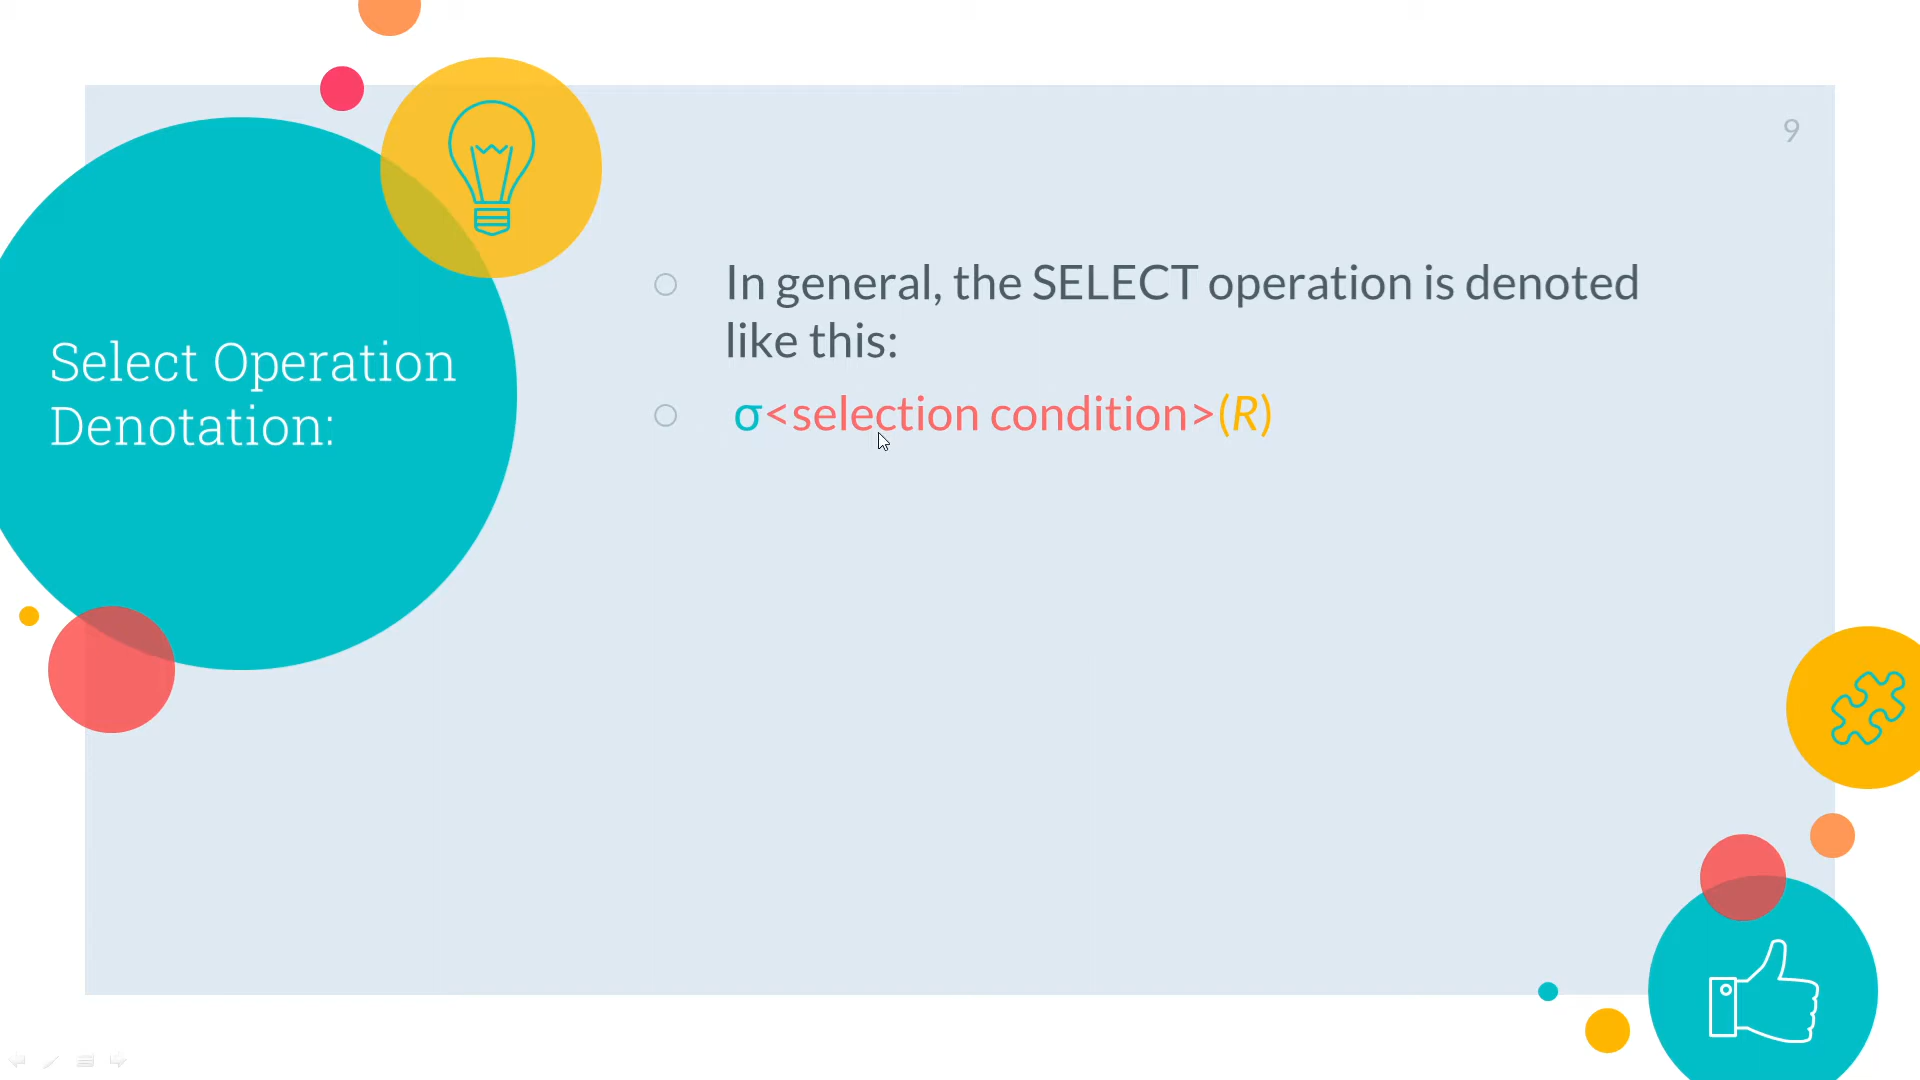 Select Operation
Denotation:
9
In general, the SELECT operation is denoted
like this:
σ<selection condition>(R)